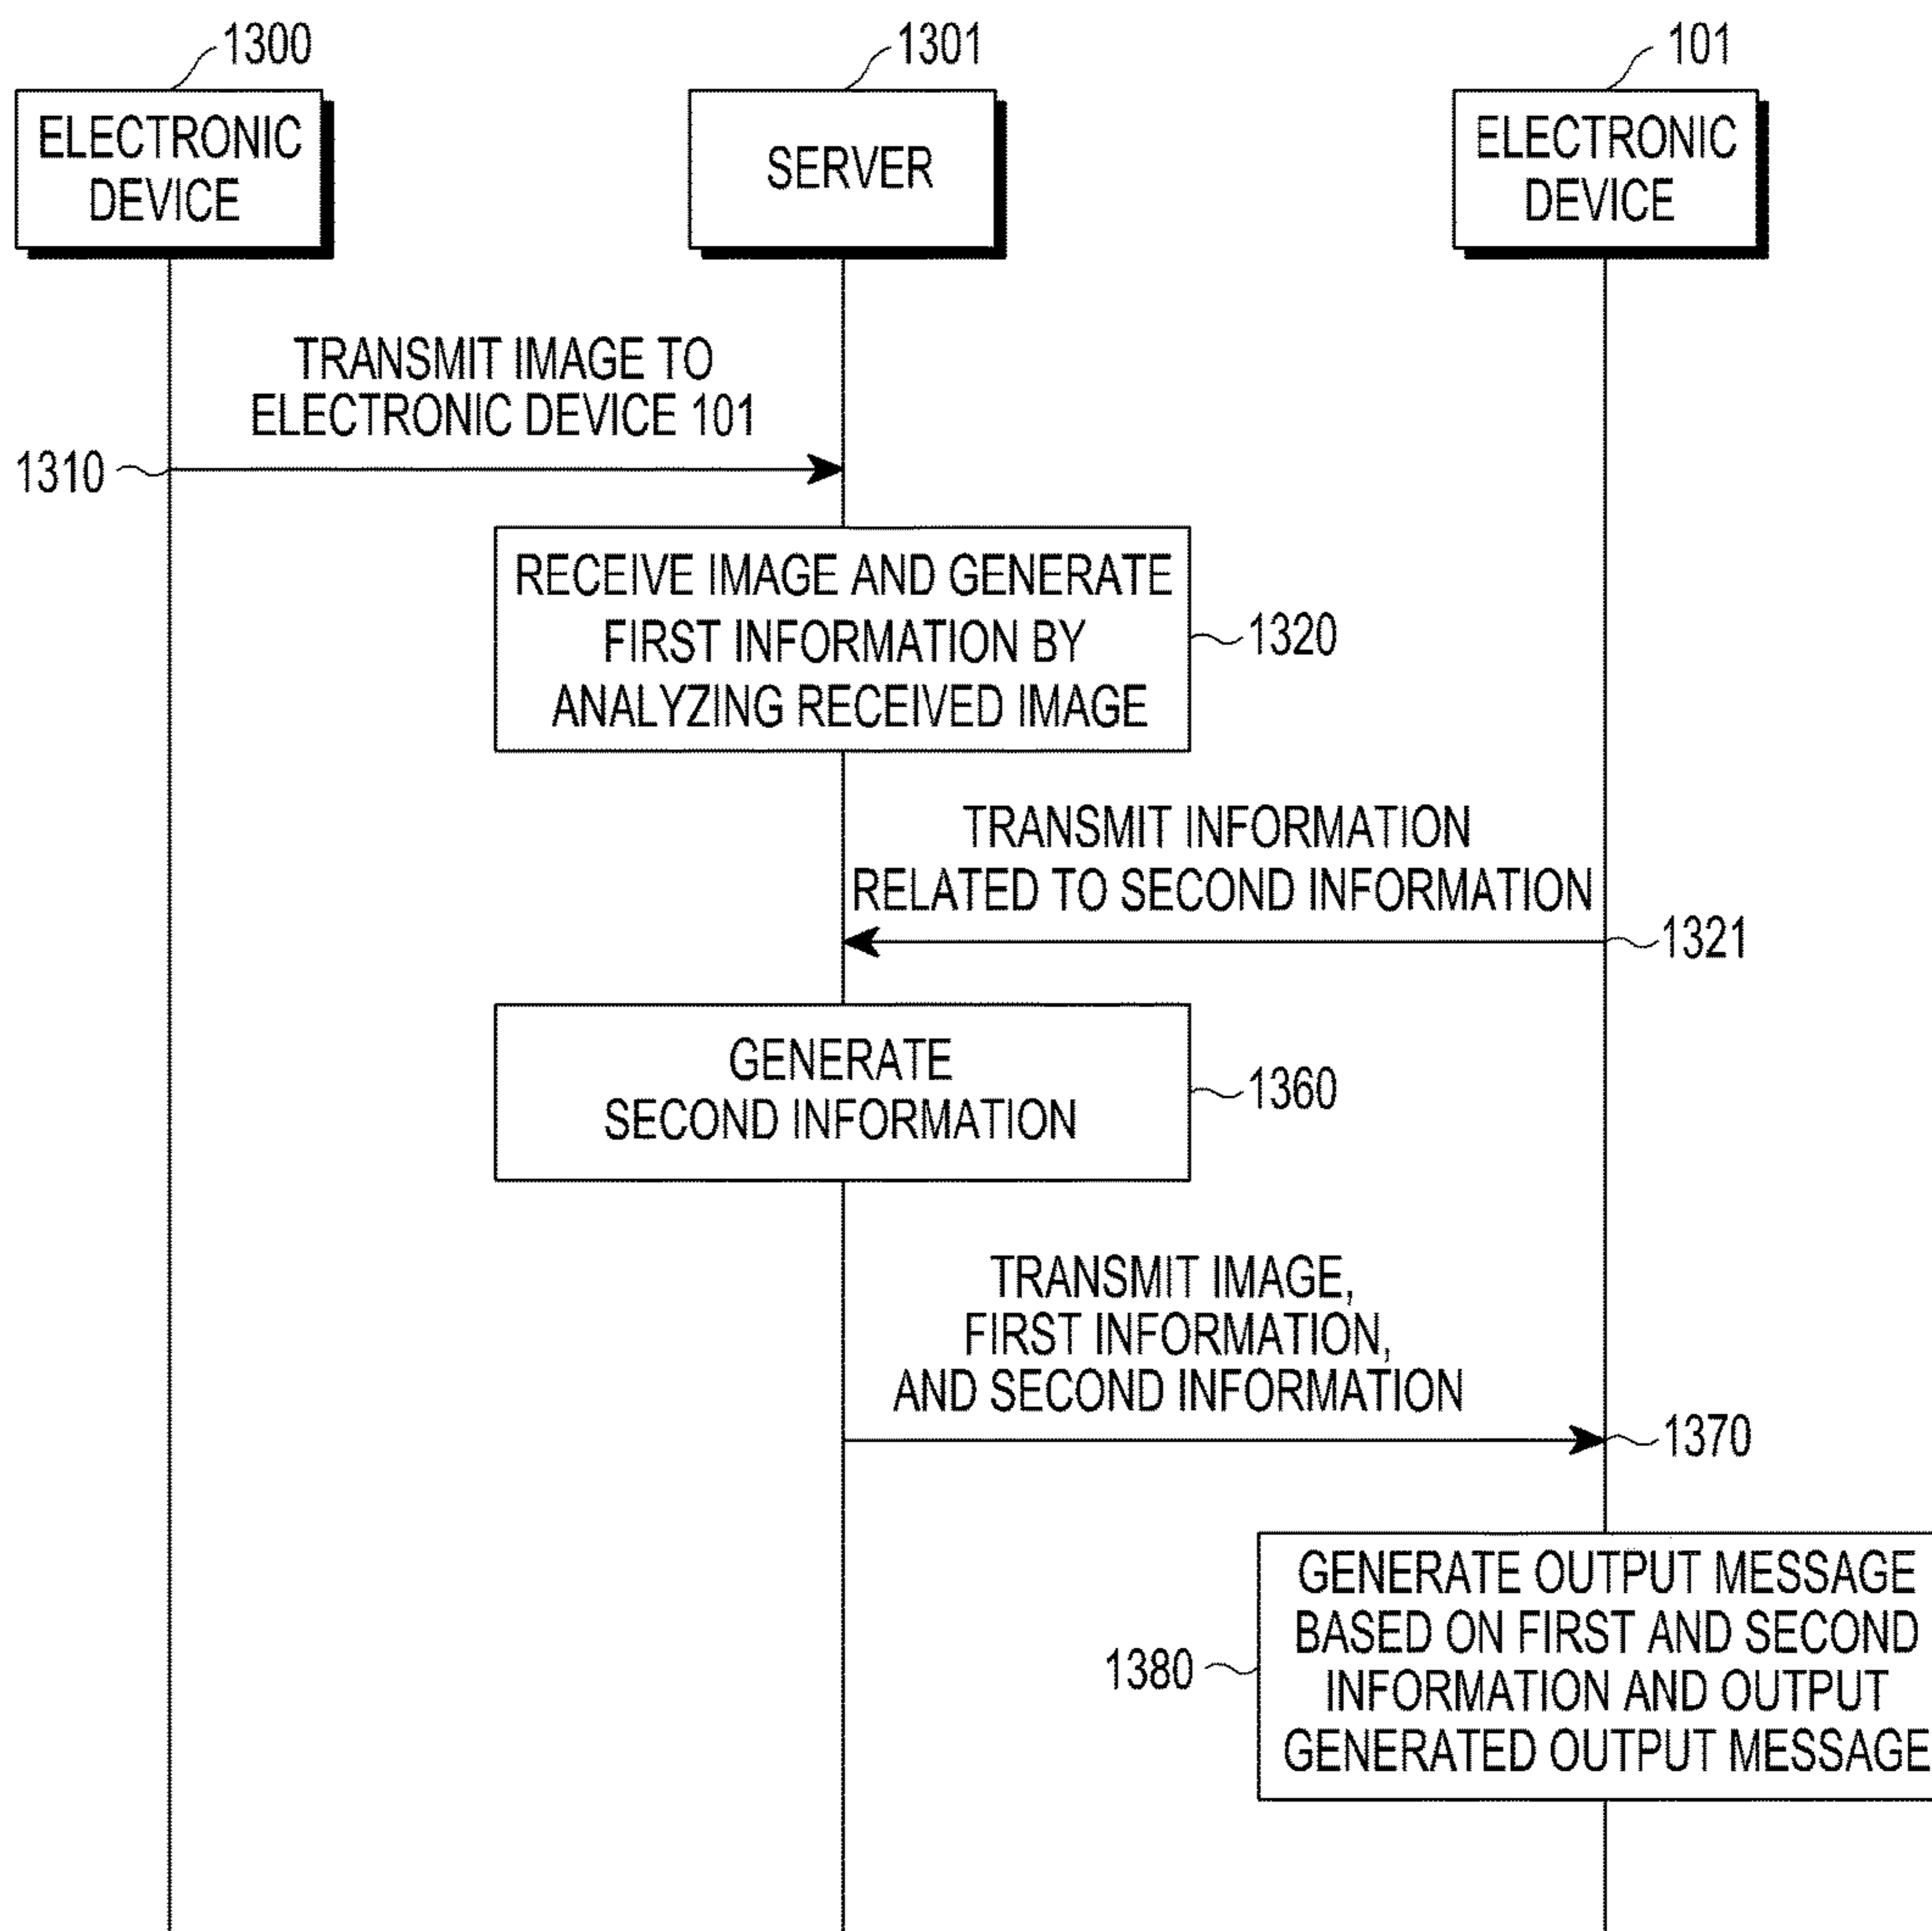 1300
1301
101
ELECTRONIC
DEVICE
SERVER
ELECTRONIC
DEVICE
TRANSMIT IMAGE TO
ELECTRONIC DEVICE 101
1310
RECEIVE IMAGE AND GENERATE
FIRST INFORMATION BY
ANALYZING RECEIVED IMAGE
1320
TRANSMIT INFORMATION
RELATED TO SECOND INFORMATION
1321
GENERATE
SECOND INFORMATION
1360
TRANSMIT IMAGE,
FIRST INFORMATION,
AND SECOND INFORMATION
1370
GENERATE OUTPUT MESSAGE
BASED ON FIRST AND SECOND
INFORMATION AND OUTPUT
GENERATED OUTPUT MESSAGE
1380